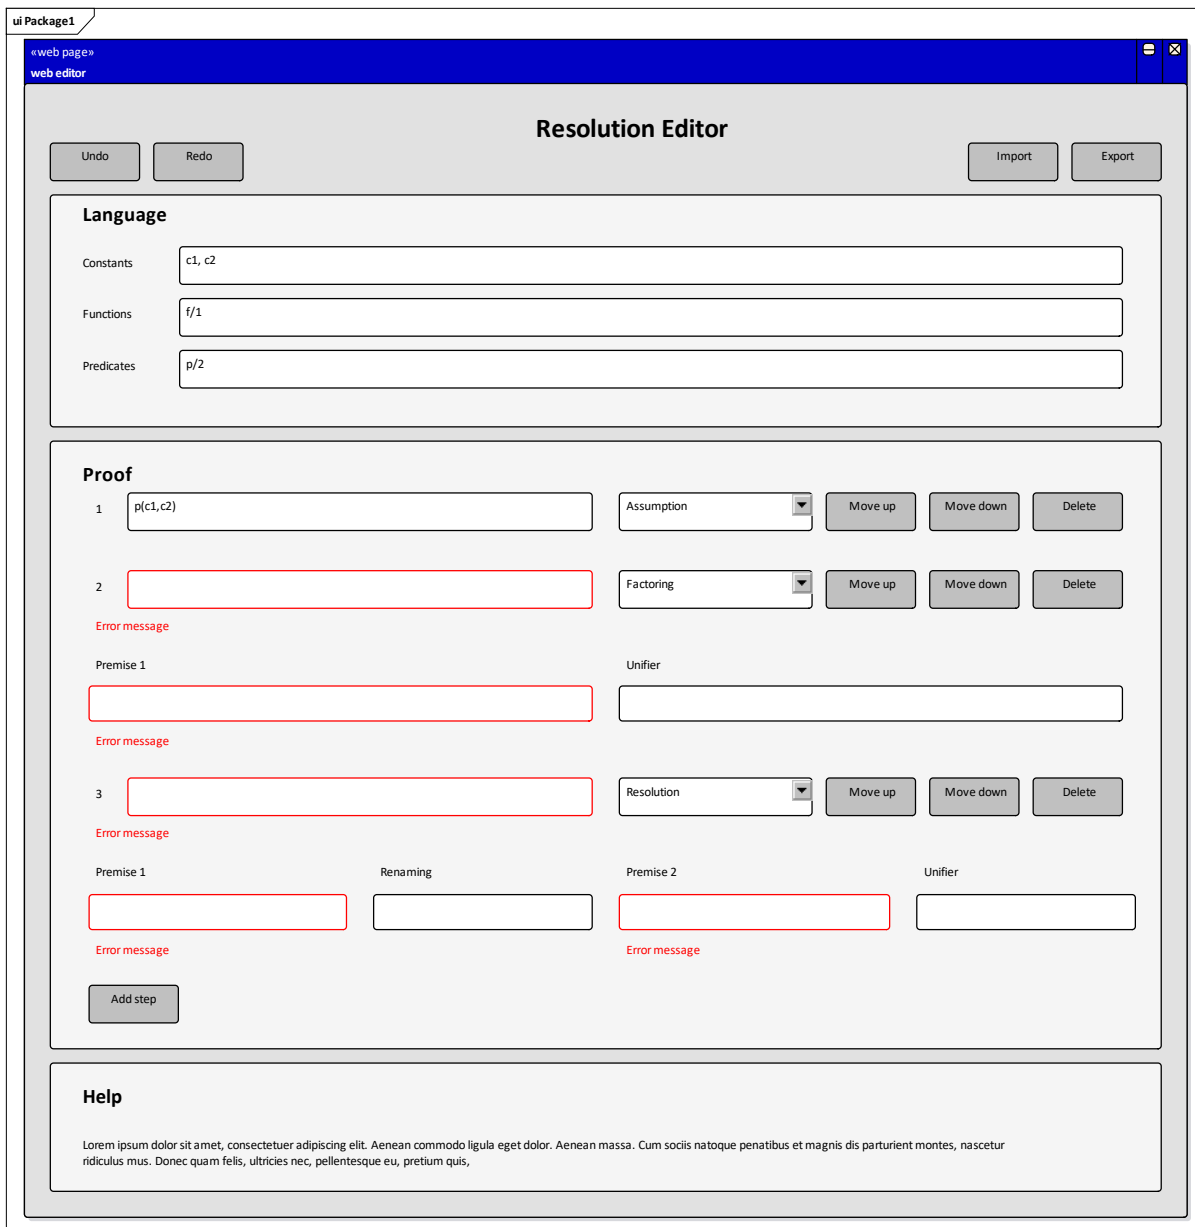 ui Package1
«web page»
web editor
Resolution Editor
Undo Redo Import Export
Language
Constants c1, c2
Functions f/1
Predicates p/2
Proof
1 p(c1,c2) Assumption Move up Move down Delete
2 Factoring Move up Move down Delete
Error message
Premise 1 Unifier
Error message
3 Resolution Move up Move down Delete
Error message
Premise 1 Renaming Premise 2 Unifier
Error message Error message
Add step
Help
Lorem ipsum dolor sit amet, consectetuer adipiscing elit. Aenean commodo ligula eget dolor. Aenean massa. Cum sociis natoque penatibus et magnis dis parturient montes, nascetur
ridiculus mus. Donec quam felis, ultricies nec, pellentesque eu, pretium quis,